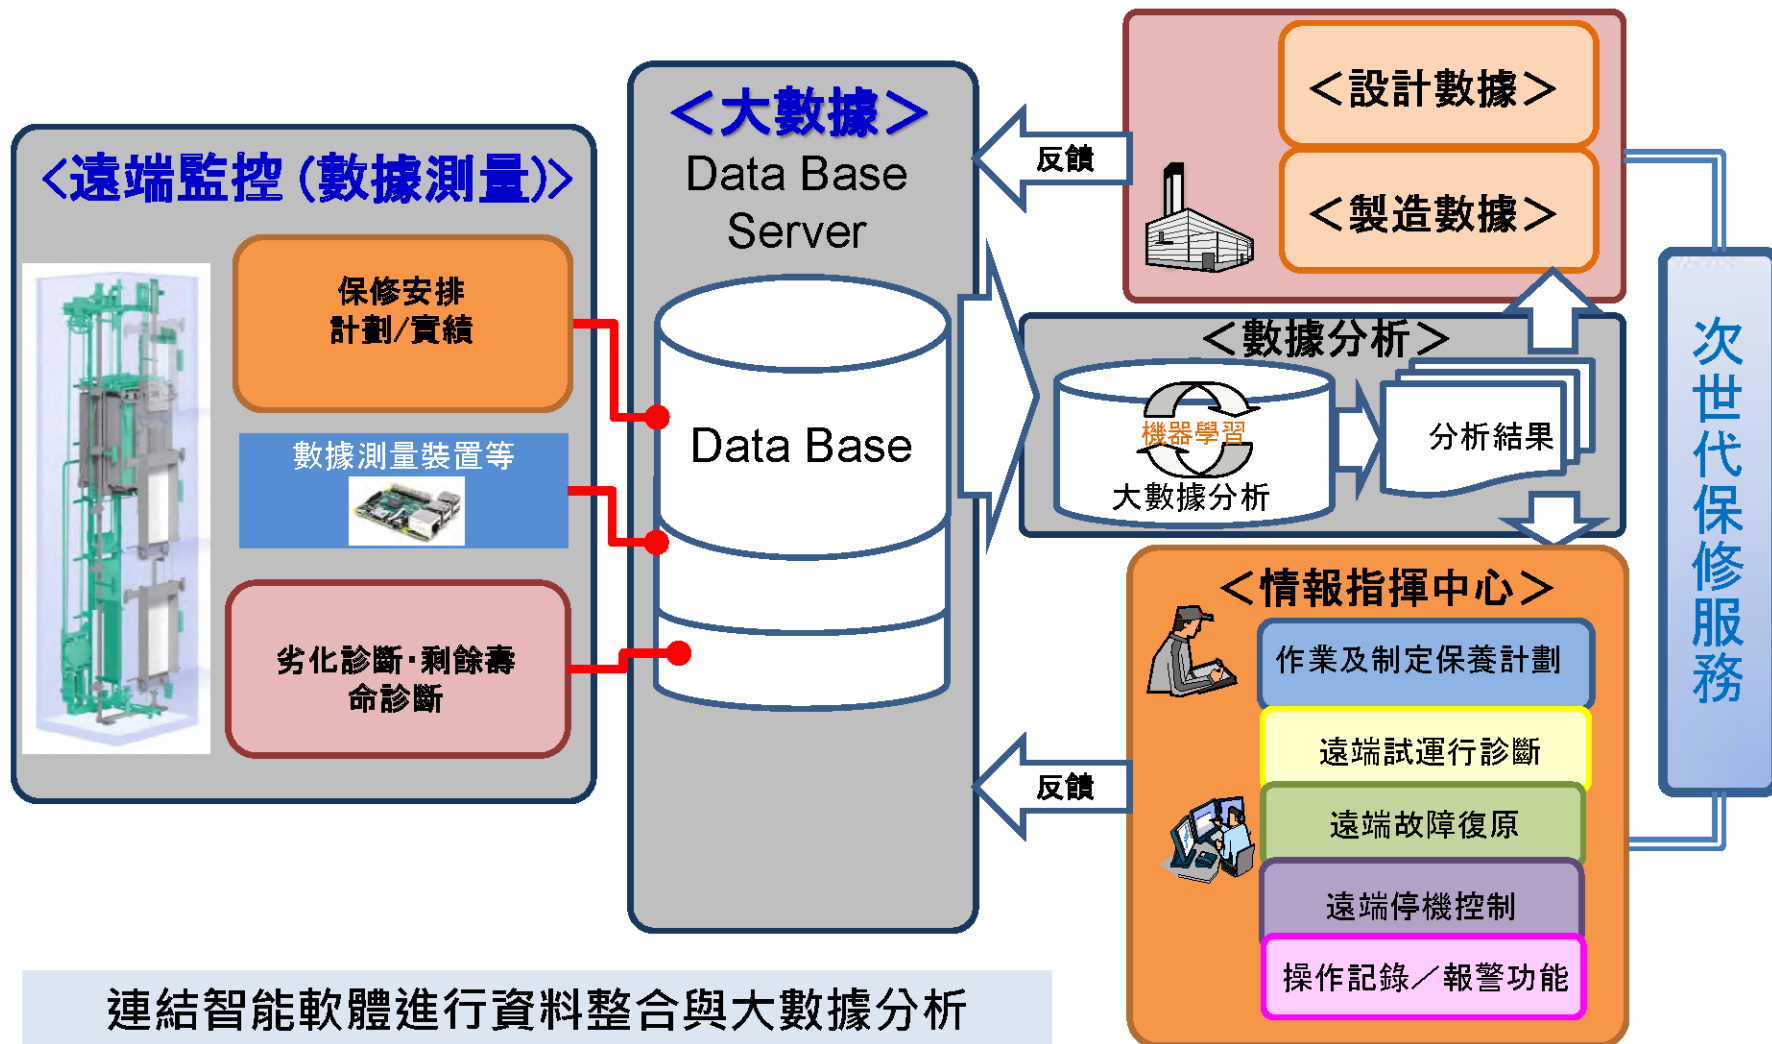 <遠端監控 (數據測量)>
保修安排
計劃/實績
數據測量裝置等
劣化診斷·剩餘壽
命診斷
<大數據>
Data Base
Server
Data Base
反饋
反饋
<設計數據>
<製造數據>
<數據分析>
機器學習
大數據分析
分析結果
<情報指揮中心>
作業及制定保養計劃
遠端試運行診斷
遠端故障復原
遠端停機控制
操作記錄／報警功能
次世代保修服務
連結智能軟體進行資料整合與大數據分析